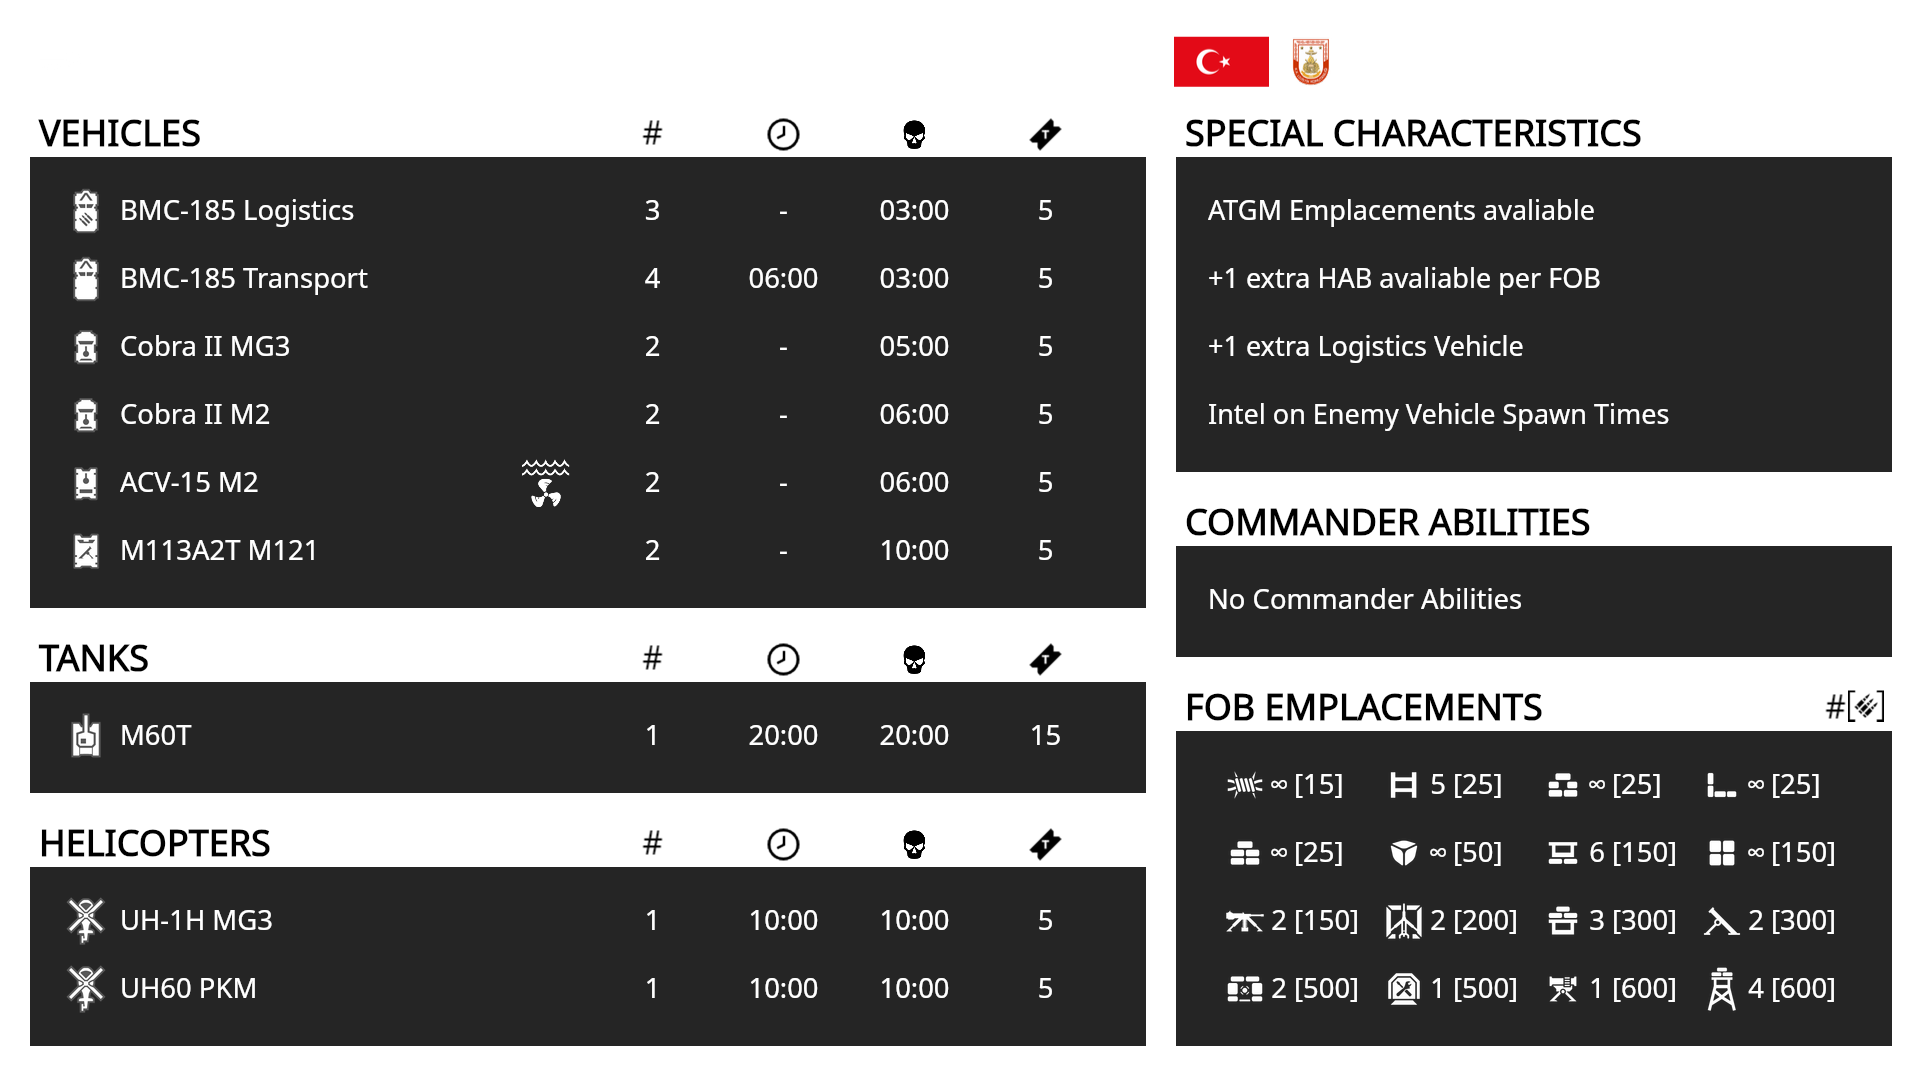 VEHICLES #
BMC-185 Logistics 3 - 03:00 5
BMC-185 Transport 4 06:00 03:00 5
Cobra II MG3 2 - 05:00 5
Cobra II M2 2 - 06:00 5
ACV-15 M2 2 - 06:00 5
M113A2T M121 2 - 10:00 5
TANKS #
M60T 1 20:00 20:00 15
HELICOPTERS #
UH-1H MG3 1 10:00 10:00 5
UH60 PKM 1 10:00 10:00 5
SPECIAL CHARACTERISTICS
ATGM Emplacements avaliable
+1 extra HAB avaliable per FOB
+1 extra Logistics Vehicle
Intel on Enemy Vehicle Spawn Times
COMMANDER ABILITIES
No Commander Abilities
FOB EMPLACEMENTS #[]
∞ [15] 5 [25] ∞ [25] ∞ [25]
∞ [25] ∞ [50] 6 [150] ∞ [150]
2 [150] 2 [200] 3 [300] 2 [300]
2 [500] 1 [500] 1 [600] 4 [600]